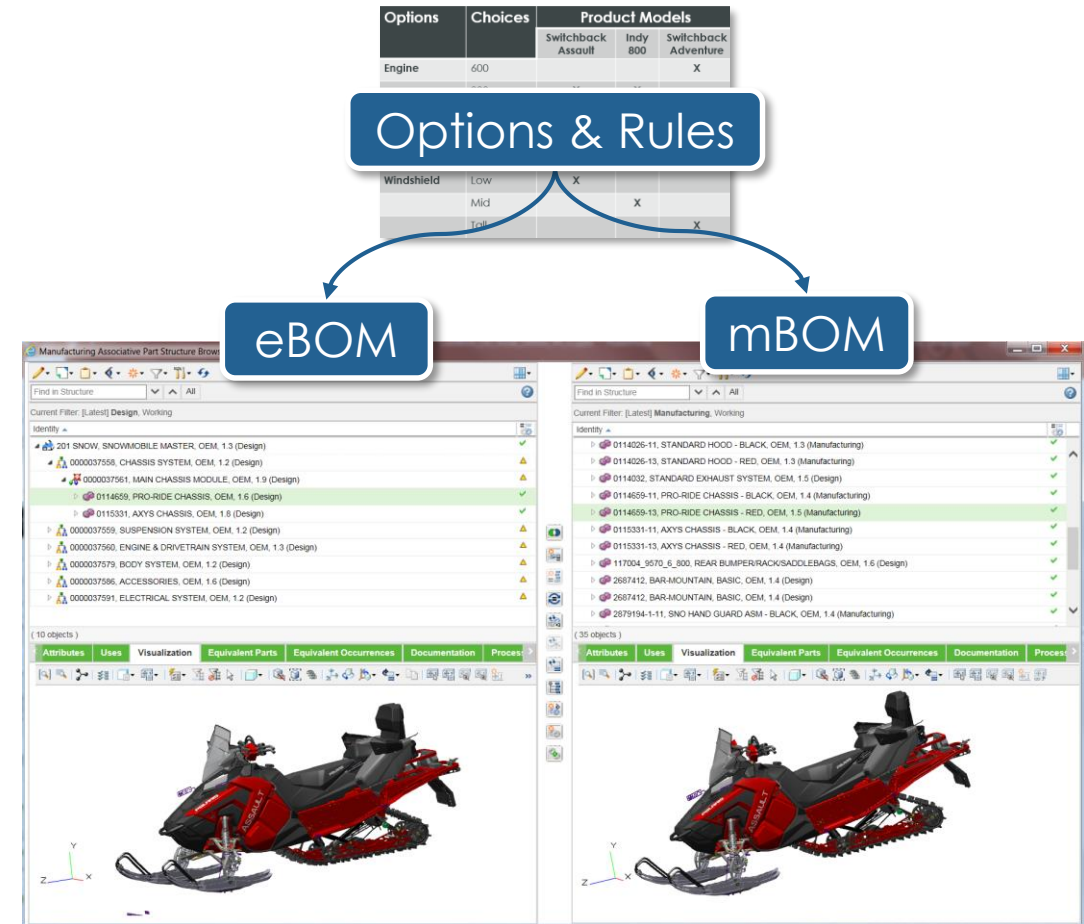 Options Choices Product Models
Switchback Assault Indy 800 Switchback Adventure
Engine 600 X
Options & Rules
Windshield Low X
Mid X
Tall X
eBOM
mBOM
Manufacturing Associative Part Structure
Find in Structure All
Current Filter: [Latest] Design, Working
Identity
201 SNOW, SNOWMOBILE MASTER, OEM, 1.3 (Design)
0000037558, CHASSIS SYSTEM, OEM, 1.2 (Design)
0000037561, MAIN CHASSIS MODULE, OEM, 1.9 (Design)
0114659, PRO-RIDE CHASSIS, OEM, 1.6 (Design)
0115331, AXYS CHASSIS, OEM, 1.8 (Design)
0000037559, SUSPENSION SYSTEM, OEM, 1.2 (Design)
0000037560, ENGINE & DRIVETRAIN SYSTEM, OEM, 1.3 (Design)
0000037579, BODY SYSTEM, OEM, 1.2 (Design)
0000037586, ACCESSORIES, OEM, 1.6 (Design)
0000037591, ELECTRICAL SYSTEM, OEM, 1.2 (Design)
( 10 objects )
Attributes Uses Visualization Equivalent Parts Equivalent Occurrences Documentation Process
ASSAULT
Y
Z X
Find in Structure All
Current Filter: [Latest] Manufacturing, Working
Identity
0114026-11, STANDARD HOOD - BLACK, OEM, 1.3 (Manufacturing)
0114026-13, STANDARD HOOD - RED, OEM, 1.3 (Manufacturing)
0114032, STANDARD EXHAUST SYSTEM, OEM, 1.5 (Design)
0114659-11, PRO-RIDE CHASSIS - BLACK, OEM, 1.4 (Manufacturing)
0114659-13, PRO-RIDE CHASSIS - RED, OEM, 1.5 (Manufacturing)
0115331-11, AXYS CHASSIS - BLACK, OEM, 1.4 (Manufacturing)
0115331-13, AXYS CHASSIS - RED, OEM, 1.4 (Manufacturing)
117004_9570_6_800, REAR BUMPER/RACK/SADDLEBAGS, OEM, 1.6 (Design)
2687412, BAR-MOUNTAIN, BASIC, OEM, 1.4 (Design)
2687412, BAR-MOUNTAIN, BASIC, OEM, 1.4 (Design)
2879194-1-11, SNO HAND GUARD ASM - BLACK, OEM, 1.4 (Manufacturing)
( 35 objects )
Attributes Uses Visualization Equivalent Parts Equivalent Occurrences Documentation Process
ASSAULT
Y
Z X